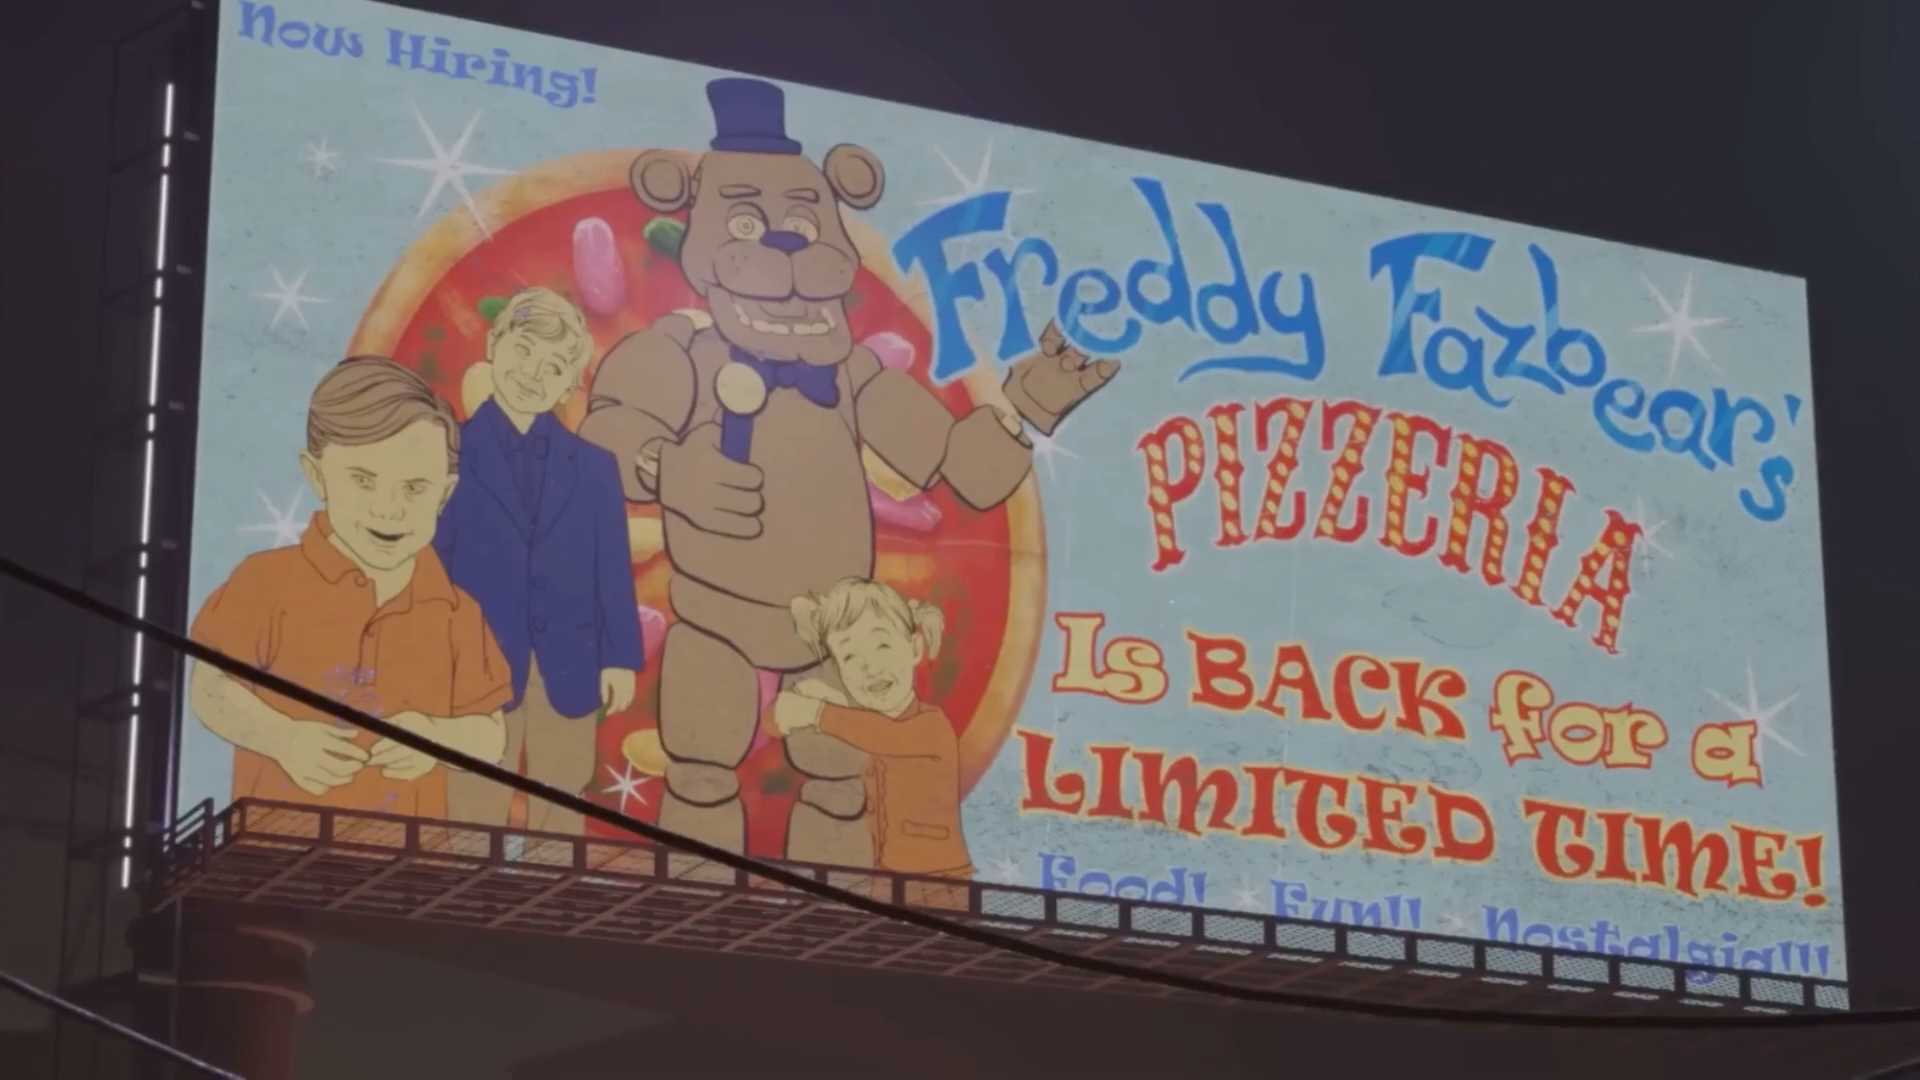 Now Hiring!
Freddy Fazbear's
PIZZERIA
Is BACK for a
LIMITED TIME!
Food! Fun!! Nostalgia!!!